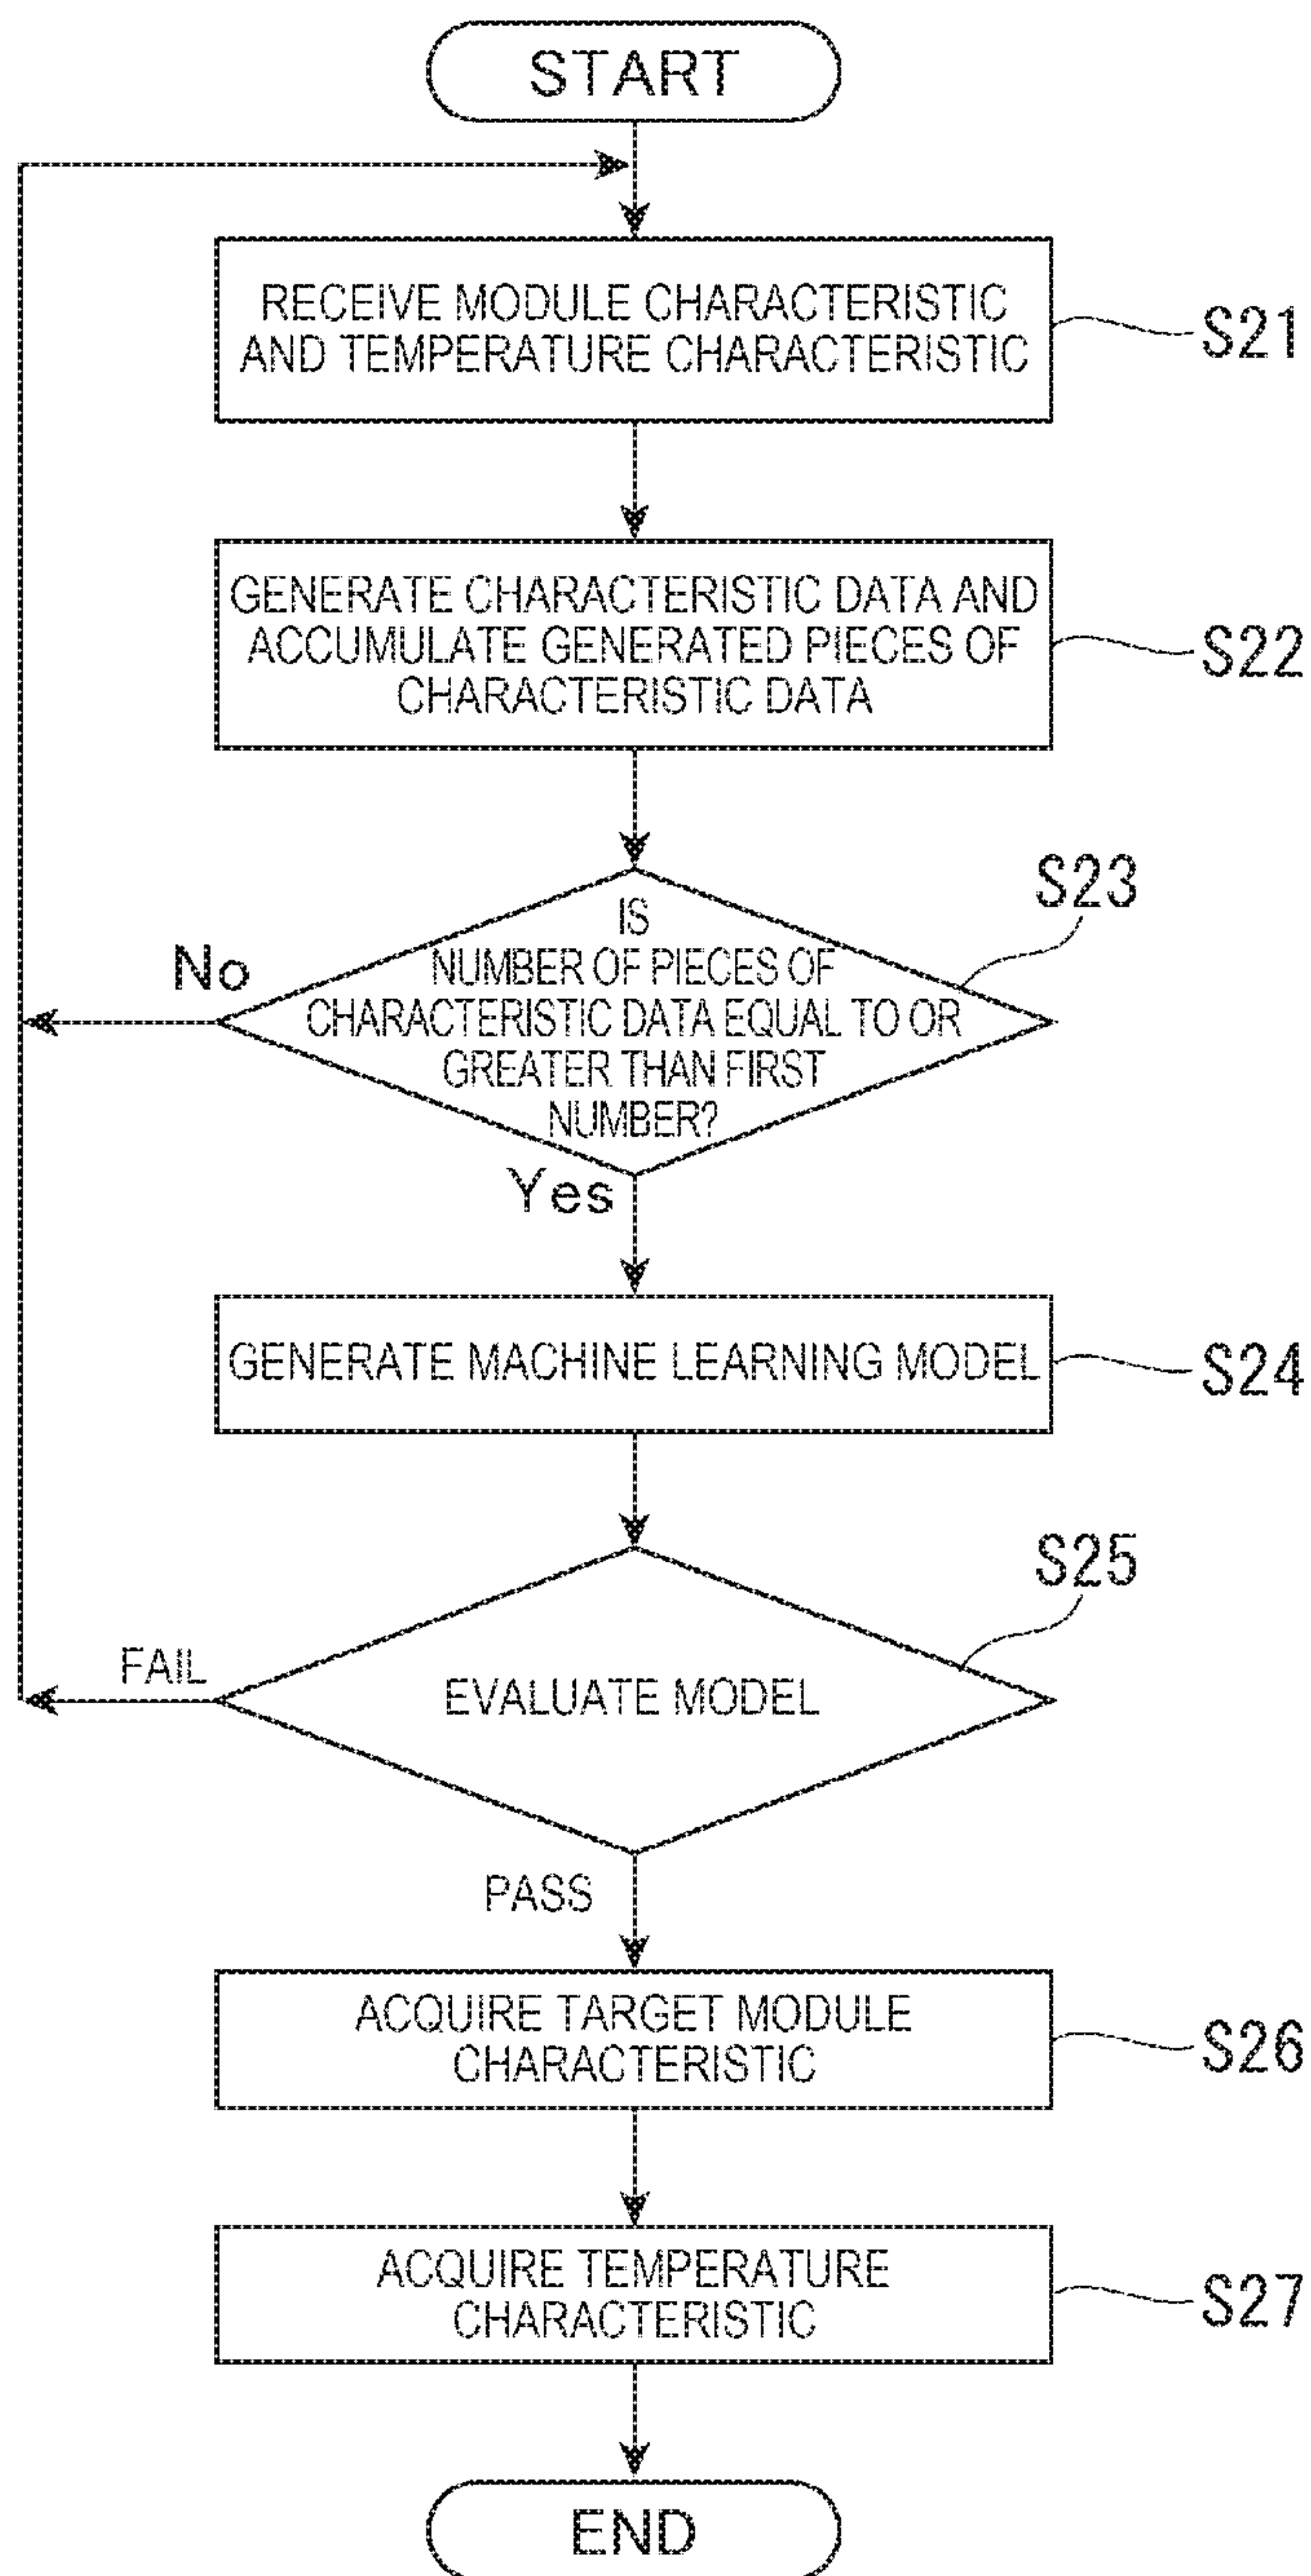 START
RECEIVE MODULE CHARACTERISTIC
AND TEMPERATURE CHARACTERISTIC
S21
GENERATE CHARACTERISTIC DATA AND
ACCUMULATE GENERATED PIECES OF
CHARACTERISTIC DATA
S22
S23
IS
NUMBER OF PIECES OF
CHARACTERISTIC DATA EQUAL TO OR
GREATER THAN FIRST
NUMBER?
No
Yes
GENERATE MACHINE LEARNING MODEL
S24
S25
EVALUATE MODEL
FAIL
PASS
ACQUIRE TARGET MODULE
CHARACTERISTIC
S26
ACQUIRE TEMPERATURE
CHARACTERISTIC
S27
END